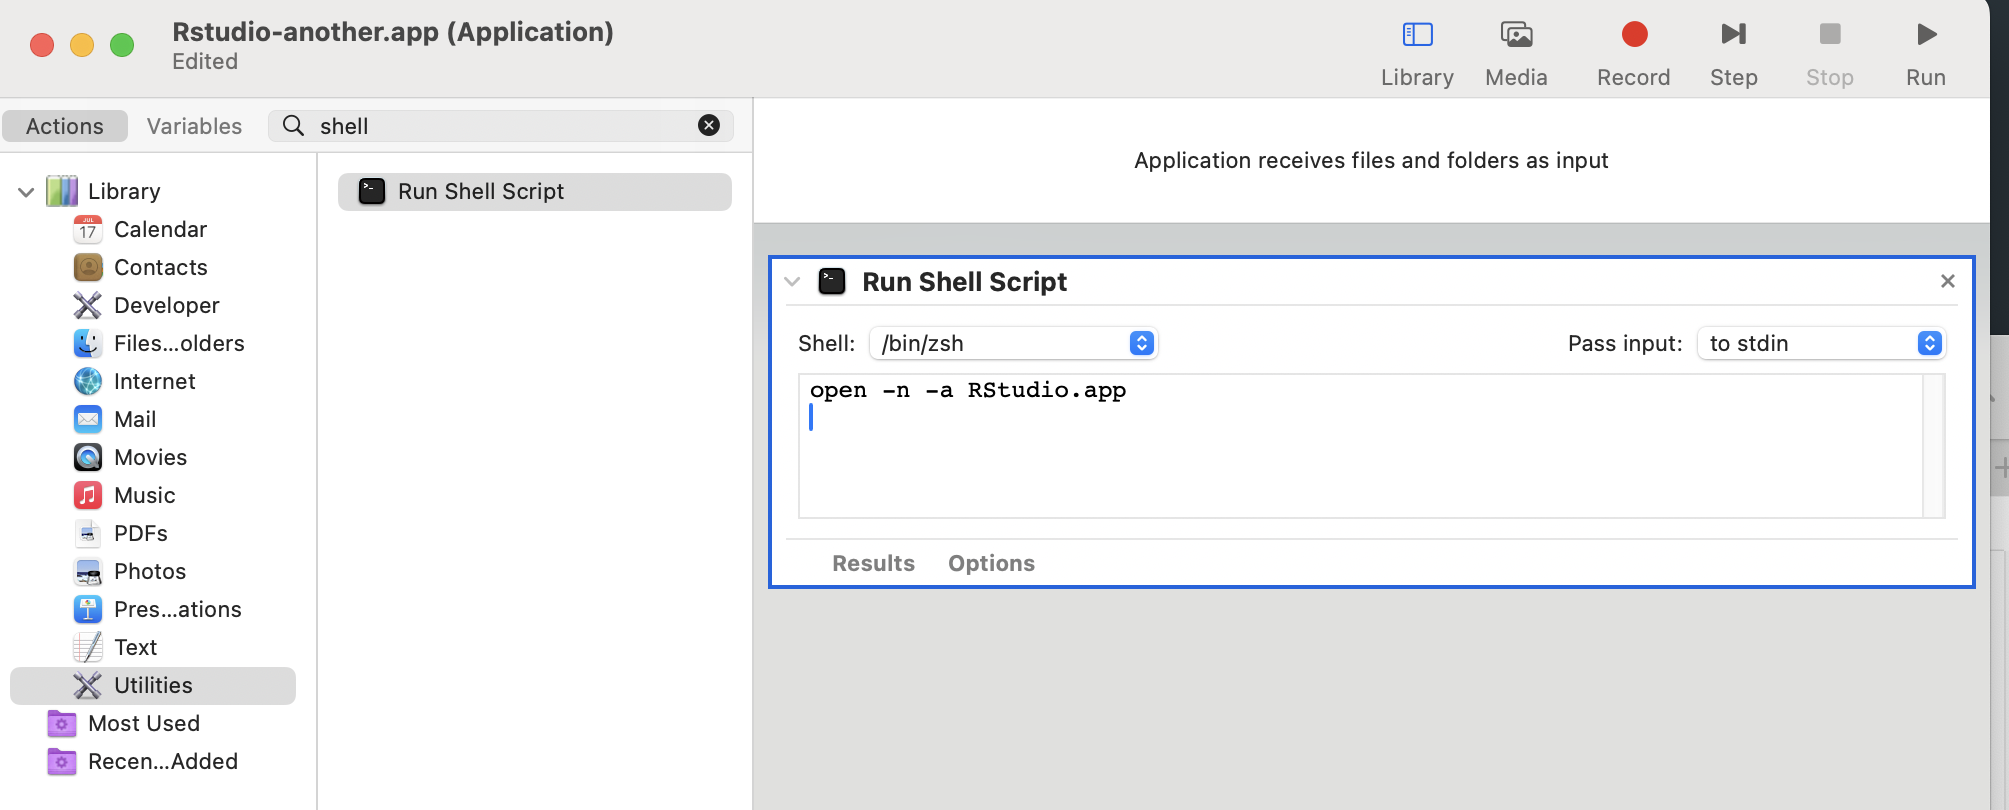 Rstudio-another.app (Application)
Edited
Library
Media
Record
Step
Stop
Run
Actions
Variables
shell
Application receives files and folders as input
Library
JUL
17
Calendar
Contacts
Developer
Files...olders
Internet
Mail
Movies
Music
PDFs
Photos
Pres...ations
Text
Utilities
Most Used
Recen...Added
Run Shell Script
Run Shell Script
Shell:
/bin/zsh
Pass input:
to stdin
open -n -a RStudio.app
Results
Options